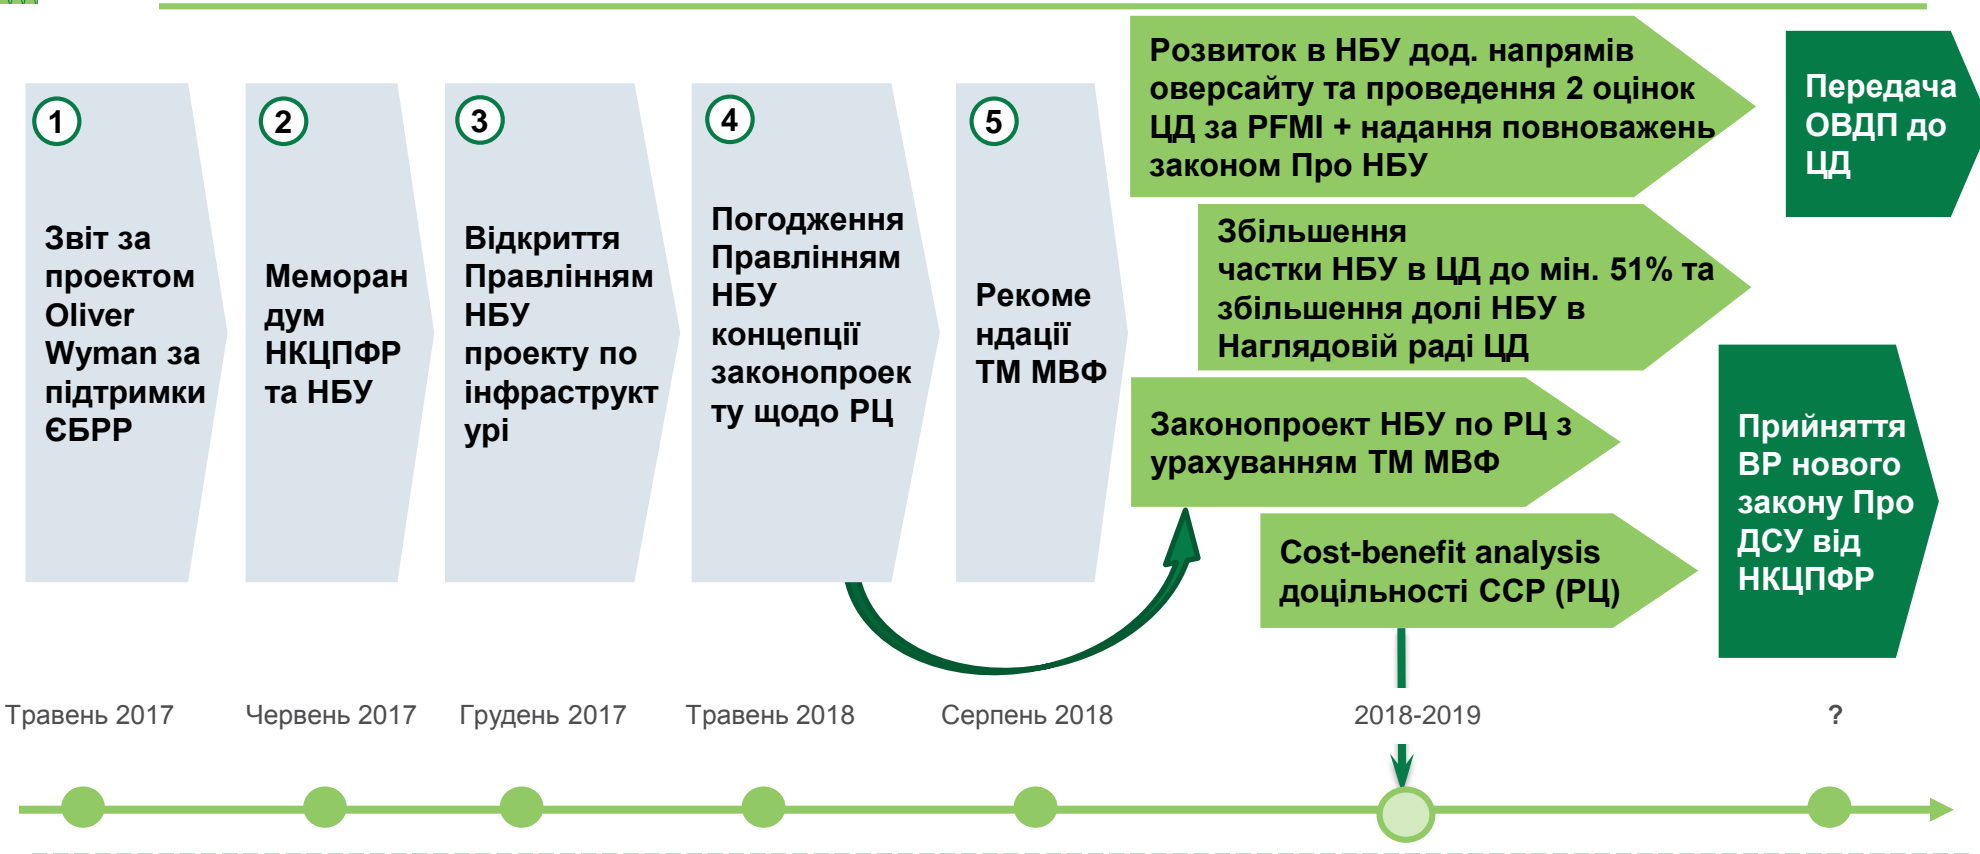 1
Звіт за
проектом
Oliver
Wyman за
підтримки
ЄБРР
2
Меморан
дум
НКЦПФР
та НБУ
3
Відкриття
Правлінням
НБУ
проекту по
інфраструкт
урі
4
Погодження
Правлінням
НБУ
концепції
законопроек
ту щодо РЦ
5
Рекоме
ндації
ТМ МВФ
Розвиток в НБУ дод. напрямів
оверсайту та проведення 2 оцінок
ЦД за PFMI + надання повноважень
законом Про НБУ
Збільшення
частки НБУ в ЦД до мін. 51% та
збільшення долі НБУ в
Наглядовій раді ЦД
Законопроект НБУ по РЦ з
урахуванням ТМ МВФ
Cost-benefit analysis
доцільності ССР (РЦ)
Передача
ОВДП до
ЦД
Прийняття
ВР нового
закону Про
ДСУ від
НКЦПФР
Травень 2017
Червень 2017
Грудень 2017
Травень 2018
Серпень 2018
2018-2019
?